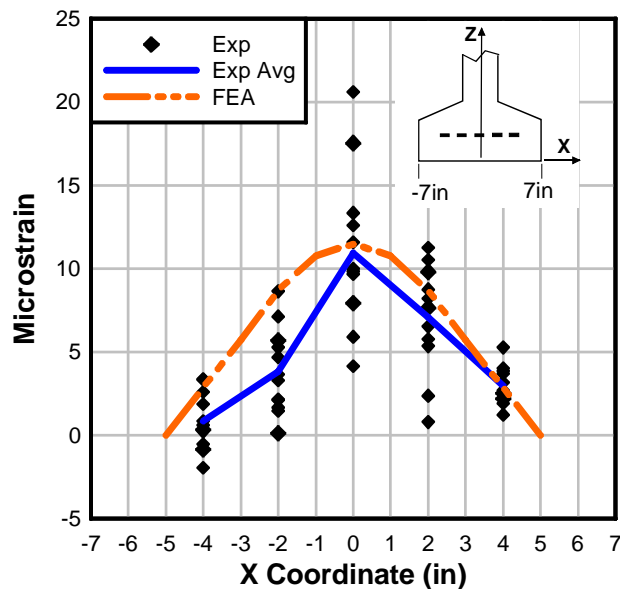 25
20
15
10
5
0
-5
Microstrain
Exp
Exp Avg
FEA
Z
X
-7in 7in
-7 -6 -5 -4 -3 -2 -1 0 1 2 3 4 5 6 7
X Coordinate (in)